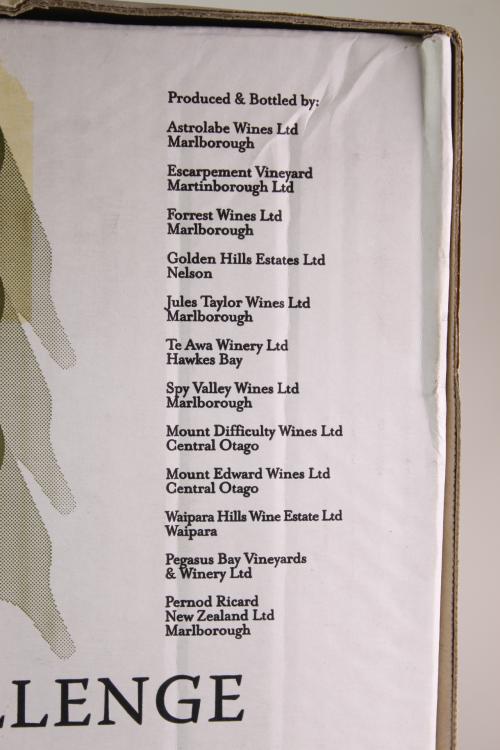 Produced & Bottled by:
Astrolabe Wines Ltd
Marlborough
Escarpement Vineyard
Martinborough Ltd
Forrest Wines Ltd
Marlborough
Golden Hills Estates Ltd
Nelson
Jules Taylor Wines Ltd
Marlborough
Te Awa Winery Ltd
Hawkes Bay
Spy Valley Wines Ltd
Marlborough
Mount Difficulty Wines Ltd
Central Otago
Mount Edward Wines Ltd
Central Otago
Waipara Hills Wine Estate Ltd
Waipara
Pegasus Bay Vineyards
& Winery Ltd
Pernod Ricard
New Zealand Ltd
Marlborough
LLENGE